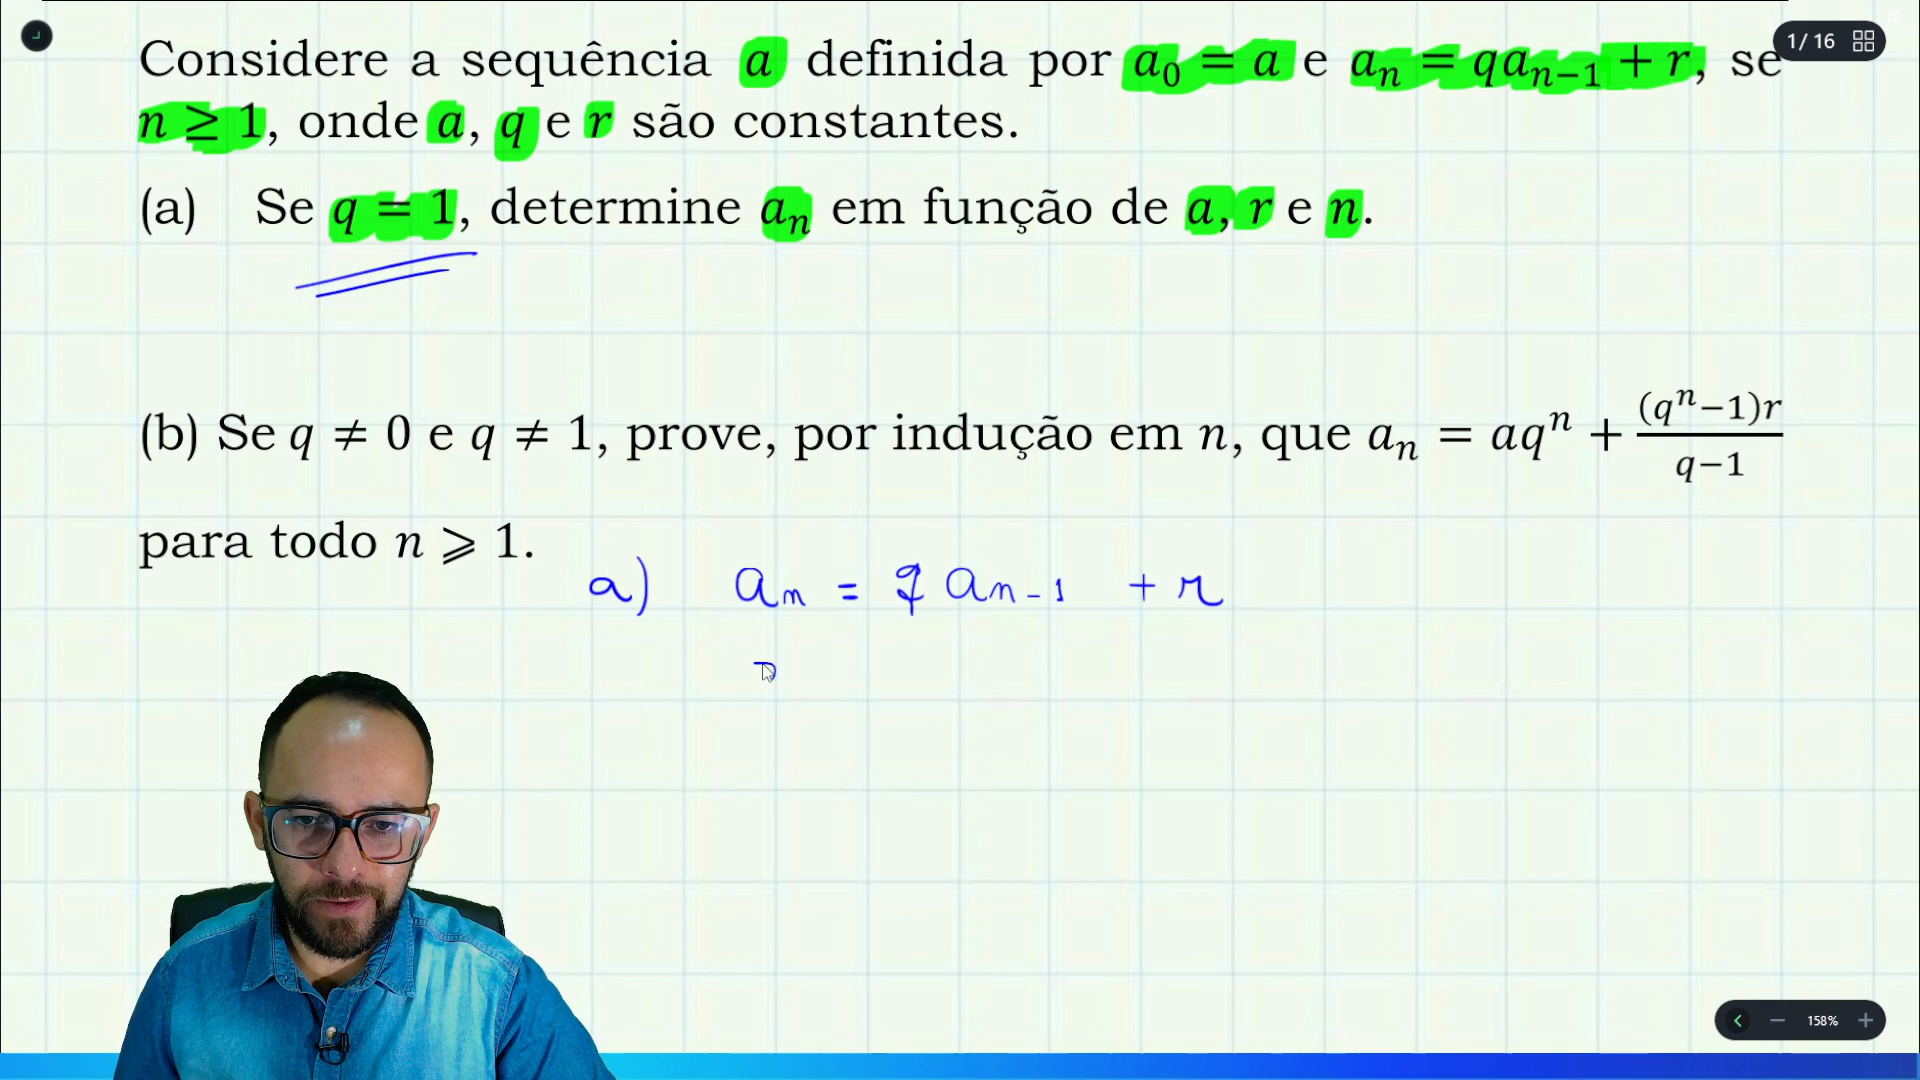 1/16
Considere a sequência a definida por a₀ = a e aₙ = qaₙ₋₁ + r, se
n ≥ 1, onde a, q e r são constantes.
(a) Se q = 1, determine aₙ em função de a, r e n.
(b) Se q ≠ 0 e q ≠ 1, prove, por indução em n, que aₙ = aqⁿ + (qⁿ−1)r/q−1
para todo n ⩾ 1.
a) aₙ = q aₙ₋₁ + r
158%